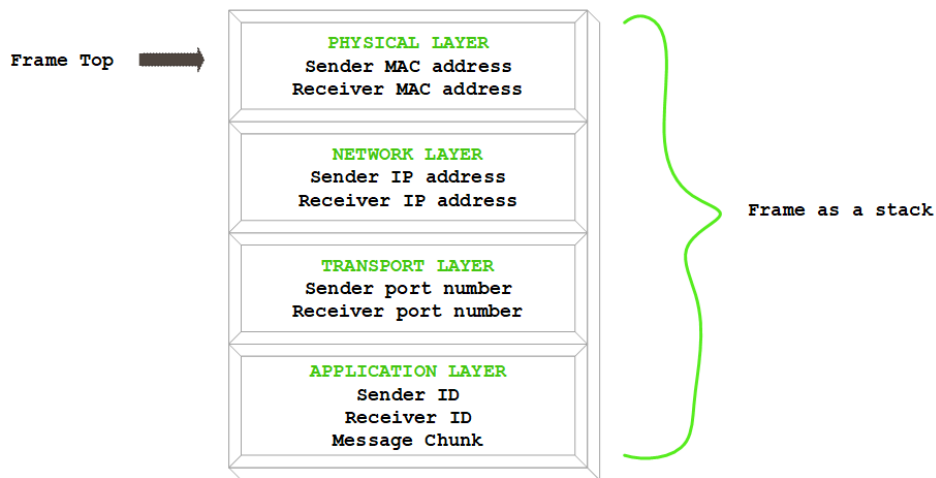 PHYSICAL LAYER
Frame Top
Sender MAC address
Receiver MAC address
NETWORK LAYER
Sender IP address
Receiver IP address
Frame as a stack
TRANSPORT LAYER
Sender port number
Receiver port number
APPLICATION LAYER
Sender ID
Receiver ID
Message Chunk